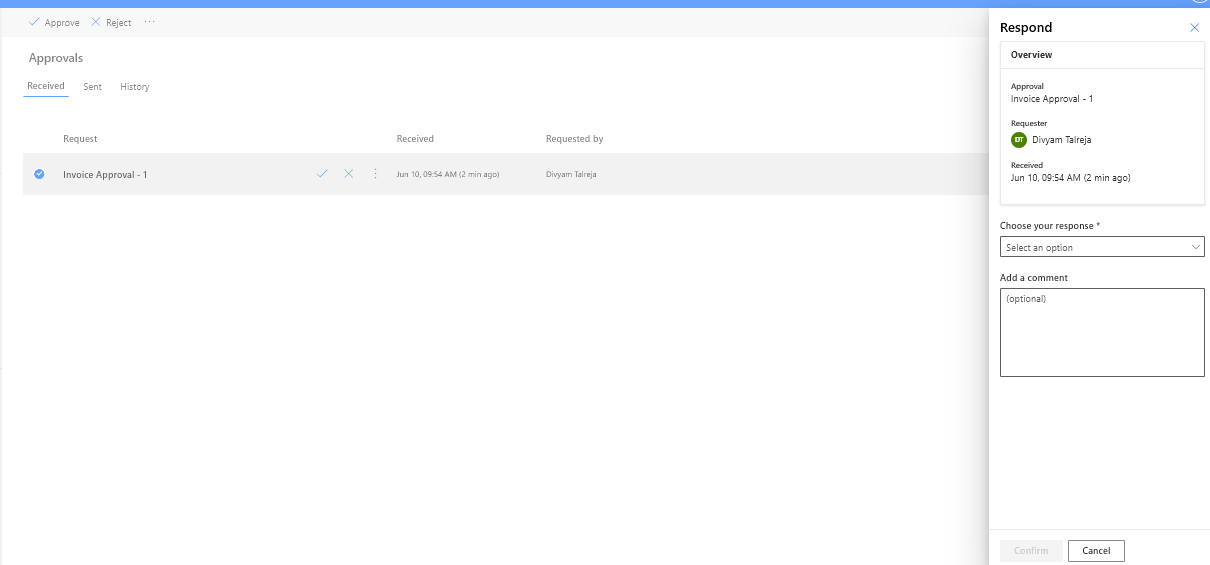 Approve Reject ...
Approvals
Received Sent History
Request Received Requested by
Invoice Approval - 1 Jun 10, 09:54 AM (2 min ago) Divyam Talreja
Respond
Overview
Approval
Invoice Approval - 1
Requester
DT Divyam Talreja
Received
Jun 10, 09:54 AM (2 min ago)
Choose your response *
Select an option
Add a comment
(optional)
Confirm Cancel